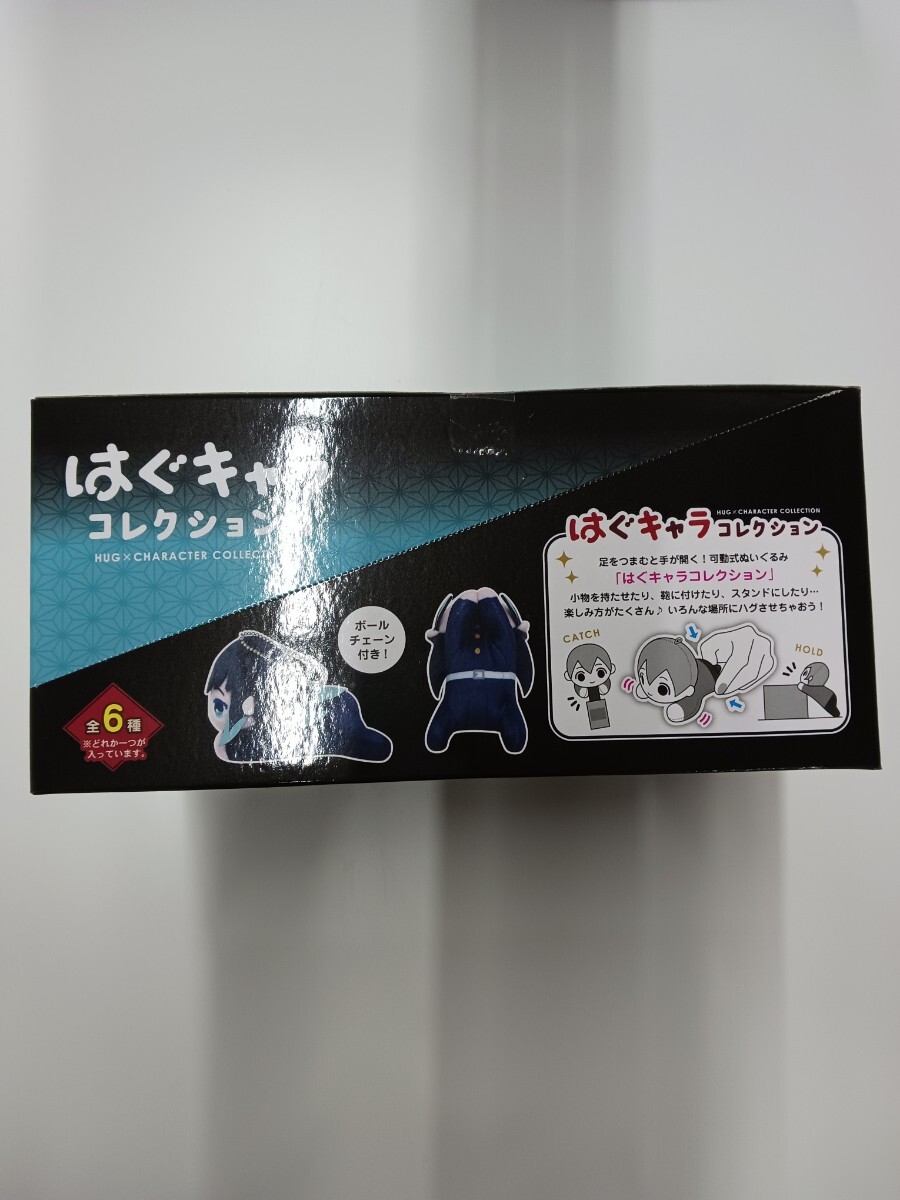 はぐキャラ
コレクション
HUG×CHARACTER COLLECTION
全6種
※どれか一つが
入っています。
ボール
チェーン
付き!
HUG×CHARACTER COLLECTION
はぐキャラコレクション
足をつまむと手が開く!可動式ぬいぐるみ
「はぐキャラコレクション」
小物を持たせたり、鞄に付けたり、スタンドにしたり…
楽しみ方がたくさん♪いろんな場所にハグさせちゃおう!
CATCH
HOLD